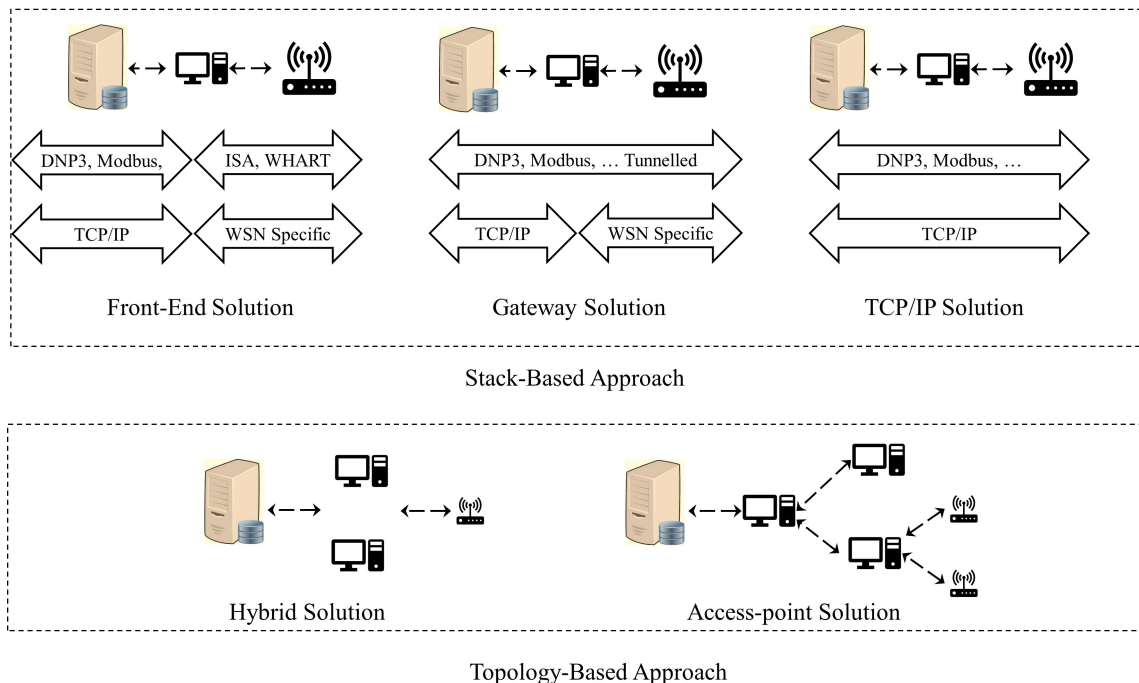 DNP3, Modbus,
ISA, WHART
DNP3, Modbus, … Tunnelled
DNP3, Modbus, …
TCP/IP
WSN Specific
TCP/IP
WSN Specific
TCP/IP
Front-End Solution
Gateway Solution
TCP/IP Solution
Stack-Based Approach
Hybrid Solution
Access-point Solution
Topology-Based Approach